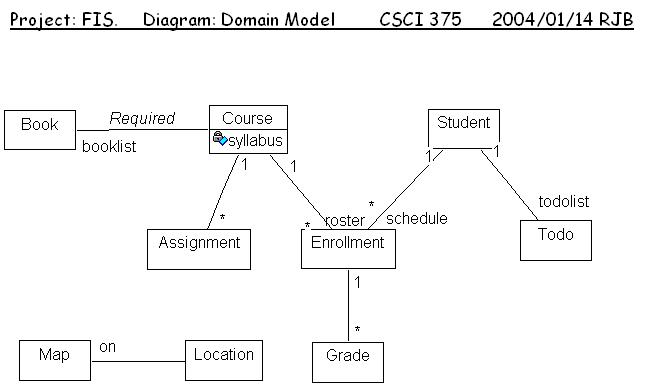 Project: FIS. Diagram: Domain Model CSCI 375 2004/01/14 RJB
Book
Required
booklist
Course
syllabus
Student
1
1
1
1
*
*
*
roster
schedule
todolist
Assignment
Enrollment
Todo
1
*
Map
on
Location
Grade